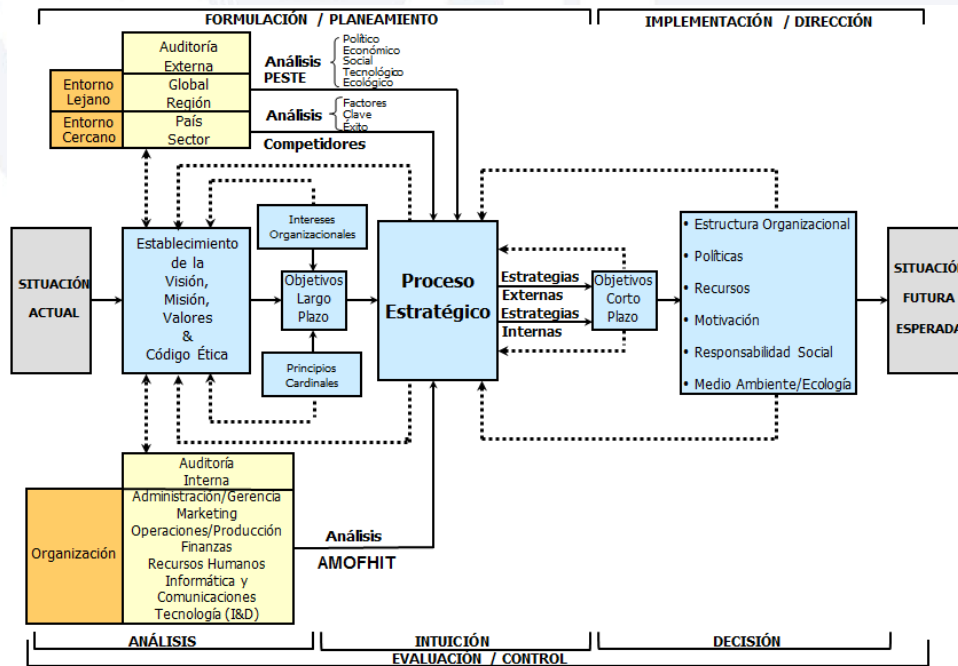 FORMULACIÓN / PLANEAMIENTO
IMPLEMENTACIÓN / DIRECCIÓN
Auditoría
Externa
Entorno
Lejano
Global
Región
Entorno
Cercano
País
Sector
Análisis
PESTE
Político
Económico
Social
Tecnológico
Ecológico
Análisis
Competidores
Factores
Clave
Éxito
SITUACIÓN
ACTUAL
Establecimiento
de la
Visión,
Misión,
Valores
&
Código Ética
Intereses
Organizacionales
Objetivos
Largo
Plazo
Principios
Cardinales
Proceso
Estratégico
Estrategias
Externas
Estrategias
Internas
Objetivos
Corto
Plazo
• Estructura Organizacional
• Políticas
• Recursos
• Motivación
• Responsabilidad Social
• Medio Ambiente/Ecología
SITUACIÓN
FUTURA
ESPERADA
Auditoría
Interna
Organización
Administración/Gerencia
Marketing
Operaciones/Producción
Finanzas
Recursos Humanos
Informática y
Comunicaciones
Tecnología (I&D)
Análisis
AMOFHIT
ANÁLISIS
INTUICIÓN
DECISIÓN
EVALUACIÓN / CONTROL